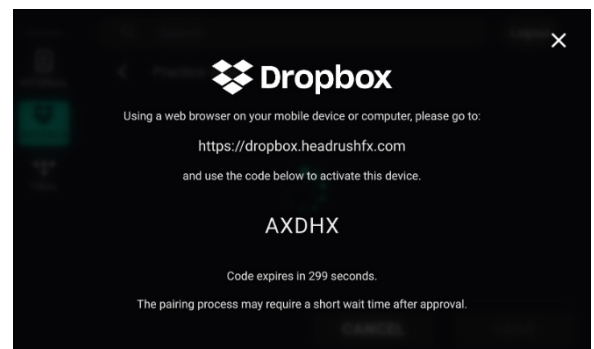 Dropbox
Using a web browser on your mobile device or computer, please go to:
https://dropbox.headrushfx.com
and use the code below to activate this device.
AXDHX
Code expires in 299 seconds.
The pairing process may require a short wait time after approval.
CANCEL